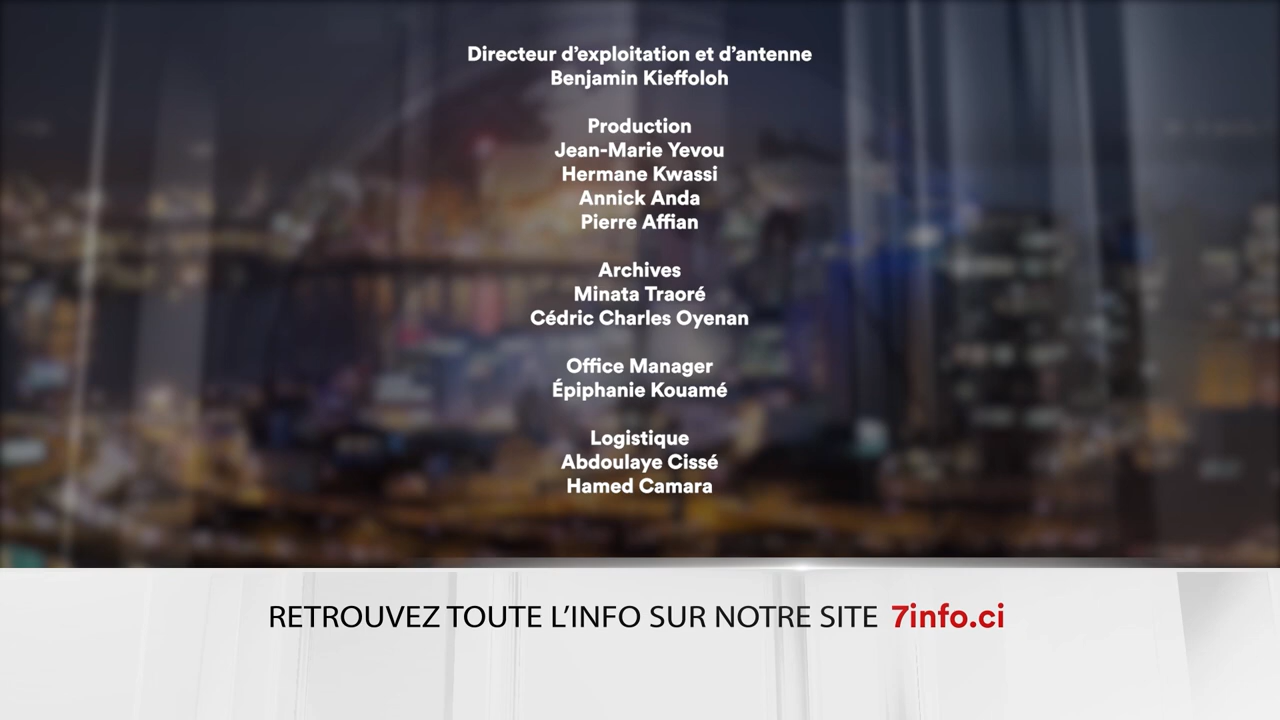 Directeur d’exploitation et d’antenne
Benjamin Kieffoloh
Production
Jean-Marie Yevou
Hermane Kwassi
Annick Anda
Pierre Affian
Archives
Minata Traoré
Cédric Charles Oyenan
Office Manager
Épiphanie Kouamé
Logistique
Abdoulaye Cissé
Hamed Camara
RETROUVEZ TOUTE L’INFO SUR NOTRE SITE 7info.ci